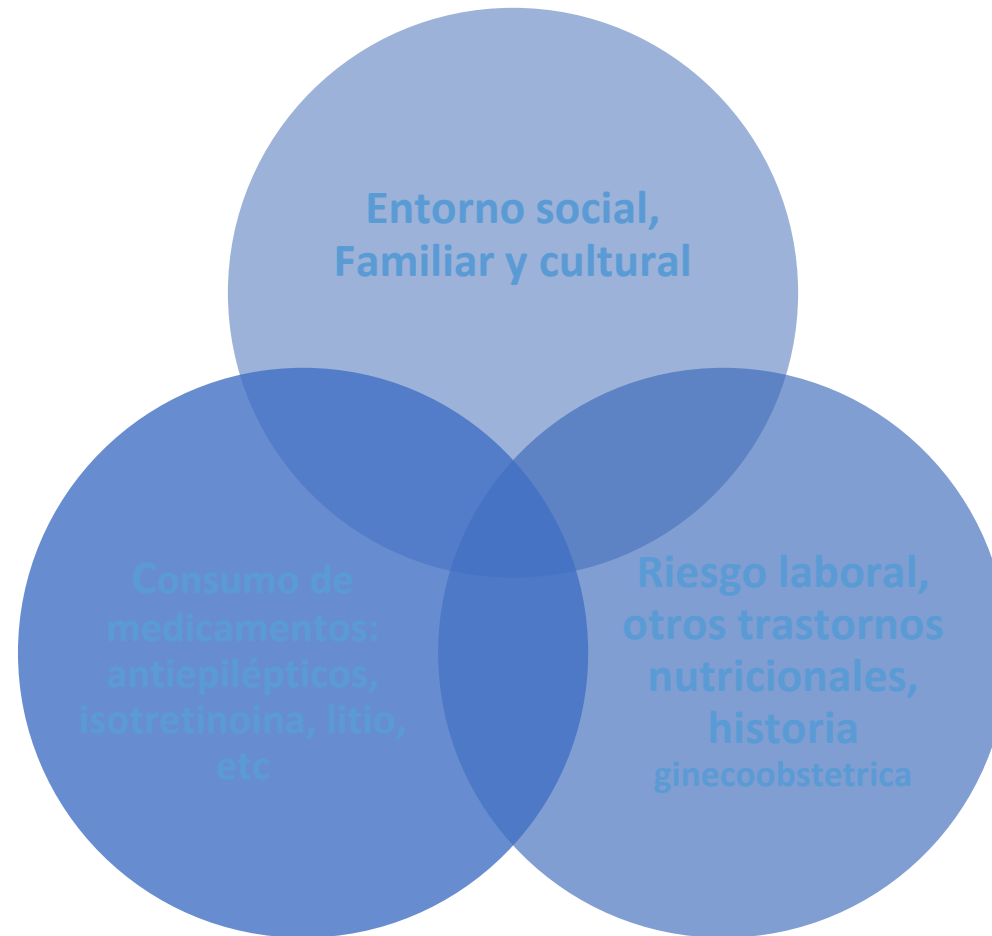 Entorno social,
Familiar y cultural
Consumo de
medicamentos:
antiepilépticos,
isotretinoina, litio,
etc
Riesgo laboral,
otros trastornos
nutricionales,
historia
ginecoobstetrica